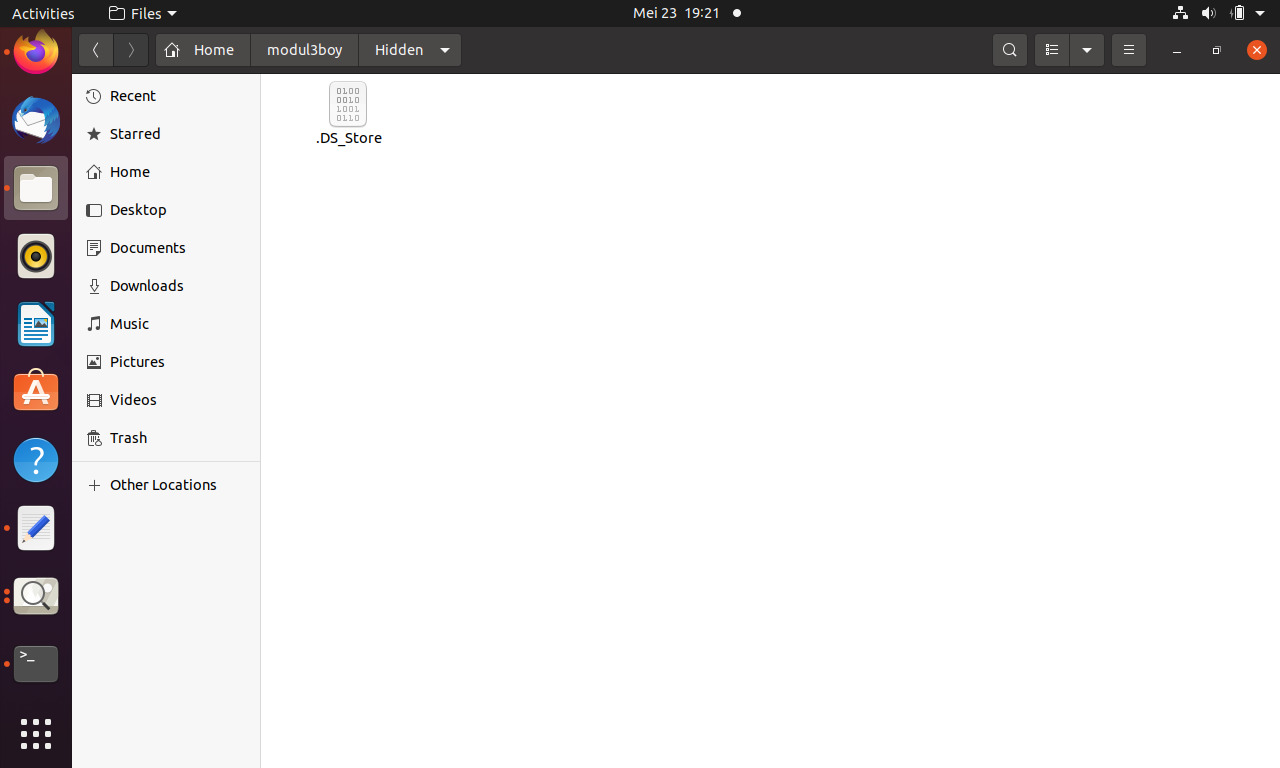 Activities
Files
Mei 23 19:21
Home
modul3boy
Hidden
Recent
Starred
Home
Desktop
Documents
Downloads
Music
Pictures
Videos
Trash
Other Locations
0100
0010
1001
0110
.DS_Store
?
>_